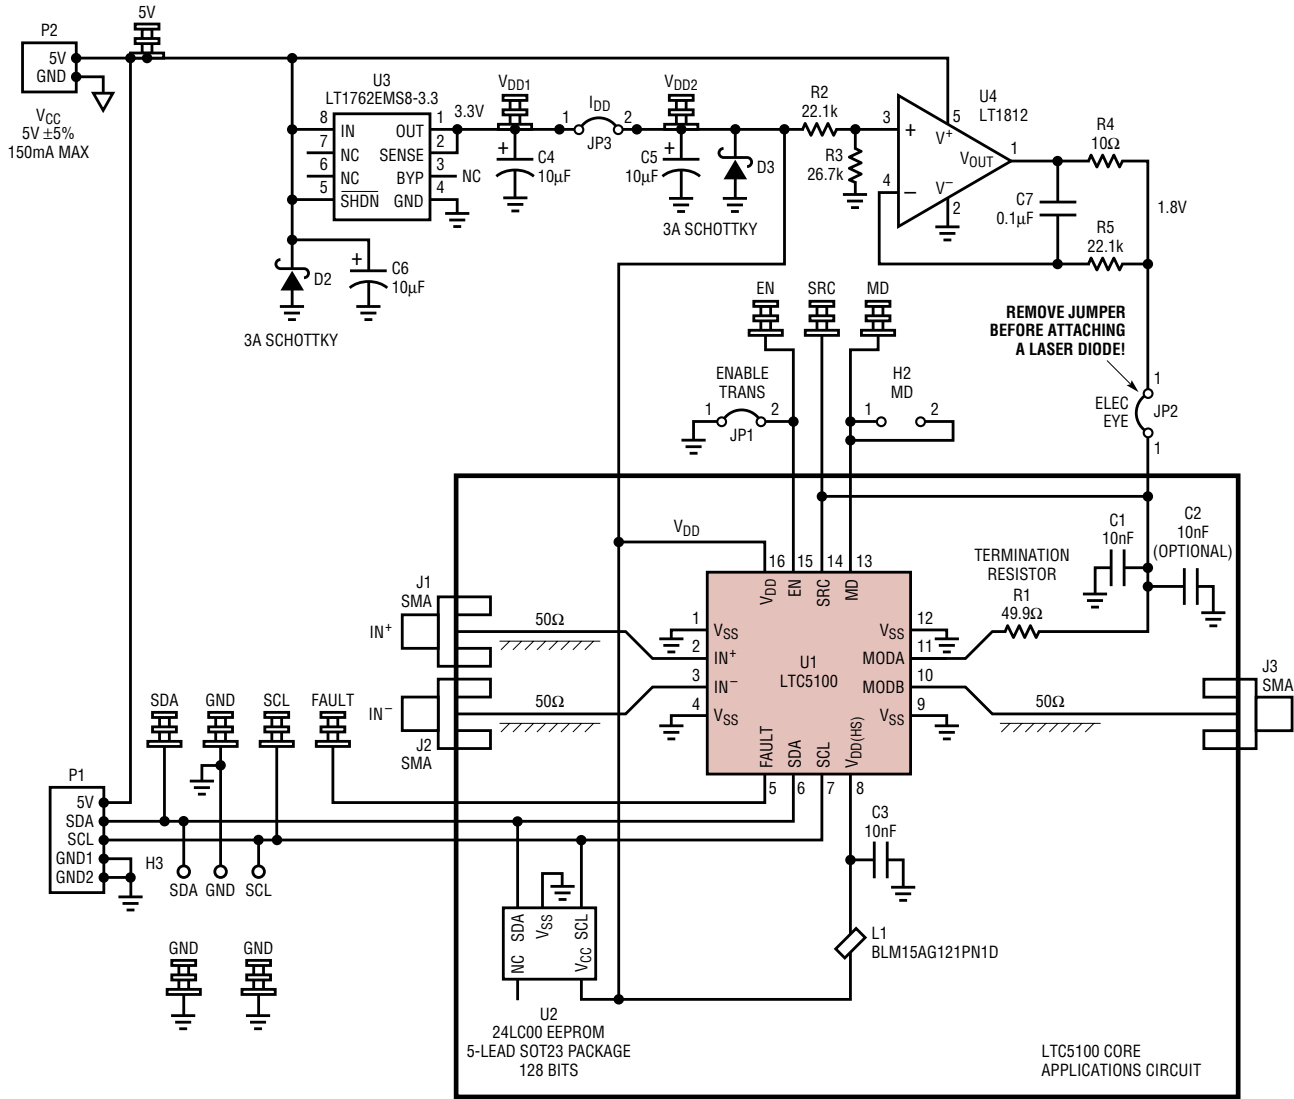 5V
P2
5V
GND
VCC
5V ±5%
150mA MAX
U3
LT1762EMS8-3.3
8 IN
7 NC
6 NC
5 SHDN
OUT 1
SENSE 2
BYP 3 NC
GND 4
3.3V
VDD1
C4
10µF
IDD
1 2
JP3
VDD2
C5
10µF
D3
3A SCHOTTKY
D2
3A SCHOTTKY
C6
10µF
R2
22.1k
R3
26.7k
3
+
4
–
5
V+
VOUT
V–
2
1
U4
LT1812
R4
10Ω
C7
0.1µF
R5
22.1k
1.8V
EN SRC MD
REMOVE JUMPER
BEFORE ATTACHING
A LASER DIODE!
ENABLE
TRANS
1 2
JP1
H2
MD
1 2
1
ELEC
EYE
JP2
1
VDD
C1
10nF
C2
10nF
(OPTIONAL)
TERMINATION
RESISTOR
R1
49.9Ω
16 15 14 13
VDD EN SRC MD
J1
SMA
IN+
50Ω
IN–
50Ω
J2
SMA
1 VSS
2 IN+
3 IN–
4 VSS
U1
LTC5100
VSS 12
MODA 11
MODB 10
VSS 9
50Ω
J3
SMA
FAULT SDA SCL VDD(HS)
5 6 7 8
SDA GND SCL FAULT
P1
5V
SDA
SCL
GND1
GND2
H3
SDA GND SCL
GND GND
C3
10nF
L1
BLM15AG121PN1D
SDA VSS SCL
NC VCC
U2
24LC00 EEPROM
5-LEAD SOT23 PACKAGE
128 BITS
LTC5100 CORE
APPLICATIONS CIRCUIT